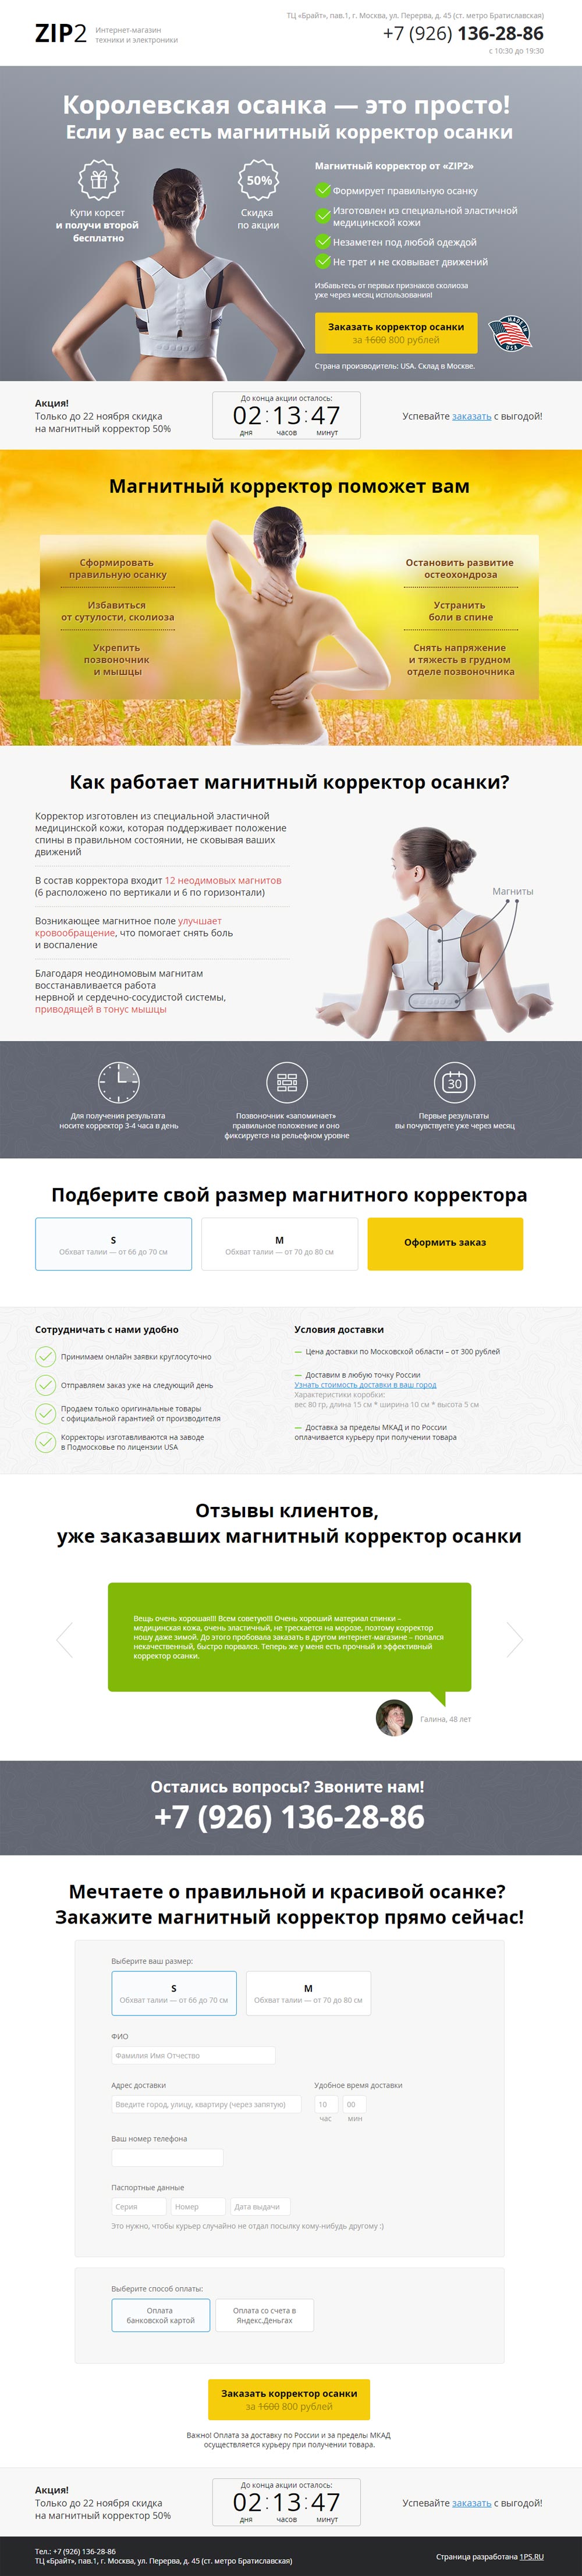 ZIP2
Интернет-магазин
техники и электроники
ТЦ «Брайт», пав.1, г. Москва, ул. Перерва, д. 45 (ст. метро Братиславская)
+7 (926) 136-28-86
с 10:30 до 19:30
Королевская осанка — это просто!
Если у вас есть магнитный корректор осанки
Купи корсет
и получи второй
бесплатно
50%
Скидка
по акции
Магнитный корректор от «ZIP2»
Формирует правильную осанку
Изготовлен из специальной эластичной
медицинской кожи
Незаметен под любой одеждой
Не трет и не сковывает движений
Избавьтесь от первых признаков сколиоза
уже через месяц использования!
Заказать корректор осанки
за 1600 800 рублей
MADE IN
USA
Страна производитель: USA. Склад в Москве.
Акция!
Только до 22 ноября скидка
на магнитный корректор 50%
До конца акции осталось:
02:13:47
дня часов минут
Успевайте заказать с выгодой!
Магнитный корректор поможет вам
Сформировать
правильную осанку
Избавиться
от сутулости, сколиоза
Укрепить
позвоночник
и мышцы
Остановить развитие
остеохондроза
Устранить
боли в спине
Снять напряжение
и тяжесть в грудном
отделе позвоночника
Как работает магнитный корректор осанки?
Корректор изготовлен из специальной эластичной
медицинской кожи, которая поддерживает положение
спины в правильном состоянии, не сковывая ваших
движений
В состав корректора входит 12 неодимовых магнитов
(6 расположено по вертикали и 6 по горизонтали)
Возникающее магнитное поле улучшает
кровообращение, что помогает снять боль
и воспаление
Благодаря неодиномовым магнитам
восстанавливается работа
нервной и сердечно-сосудистой системы,
приводящей в тонус мышцы
Магниты
Для получения результата
носите корректор 3-4 часа в день
Позвоночник «запоминает»
правильное положение и оно
фиксируется на рельефном уровне
30
Первые результаты
вы почувствуете уже через месяц
Подберите свой размер магнитного корректора
S
Обхват талии — от 66 до 70 см
M
Обхват талии — от 70 до 80 см
Оформить заказ
Сотрудничать с нами удобно
Принимаем онлайн заявки круглосуточно
Отправляем заказ уже на следующий день
Продаем только оригинальные товары
с официальной гарантией от производителя
Корректоры изготавливаются на заводе
в Подмосковье по лицензии USA
Условия доставки
— Цена доставки по Московской области – от 300 рублей
— Доставим в любую точку России
Узнать стоимость доставки в ваш город
Характеристики коробки:
вес 80 гр, длина 15 см * ширина 10 см * высота 5 см
— Доставка за пределы МКАД и по России
оплачивается курьеру при получении товара
Отзывы клиентов,
уже заказавших магнитный корректор осанки
Вещь очень хорошая!!! Всем советую!!! Очень хороший материал спинки –
медицинская кожа, очень эластичный, не трескается на морозе, поэтому корректор
ношу даже зимой. До этого пробовала заказать в другом интернет-магазине – попался
некачественный, быстро порвался. Теперь же у меня есть прочный и эффективный
корректор осанки.
Галина, 48 лет
Остались вопросы? Звоните нам!
+7 (926) 136-28-86
Мечтаете о правильной и красивой осанке?
Закажите магнитный корректор прямо сейчас!
Выберите ваш размер:
S
Обхват талии — от 66 до 70 см
M
Обхват талии — от 70 до 80 см
ФИО
Фамилия Имя Отчество
Адрес доставки
Введите город, улицу, квартиру (через запятую)
Удобное время доставки
10 00
час мин
Ваш номер телефона
Паспортные данные
Серия Номер Дата выдачи
Это нужно, чтобы курьер случайно не отдал посылку кому-нибудь другому :)
Выберите способ оплаты:
Оплата
банковской картой
Оплата со счета в
Яндекс.Деньгах
Заказать корректор осанки
за 1600 800 рублей
Важно! Оплата за доставку по России и за пределы МКАД
осуществляется курьеру при получении товара.
Акция!
Только до 22 ноября скидка
на магнитный корректор 50%
До конца акции осталось:
02:13:47
дня часов минут
Успевайте заказать с выгодой!
Тел.: +7 (926) 136-28-86
ТЦ «Брайт», пав.1, г. Москва, ул. Перерва, д. 45 (ст. метро Братиславская)
Страница разработана 1PS.RU